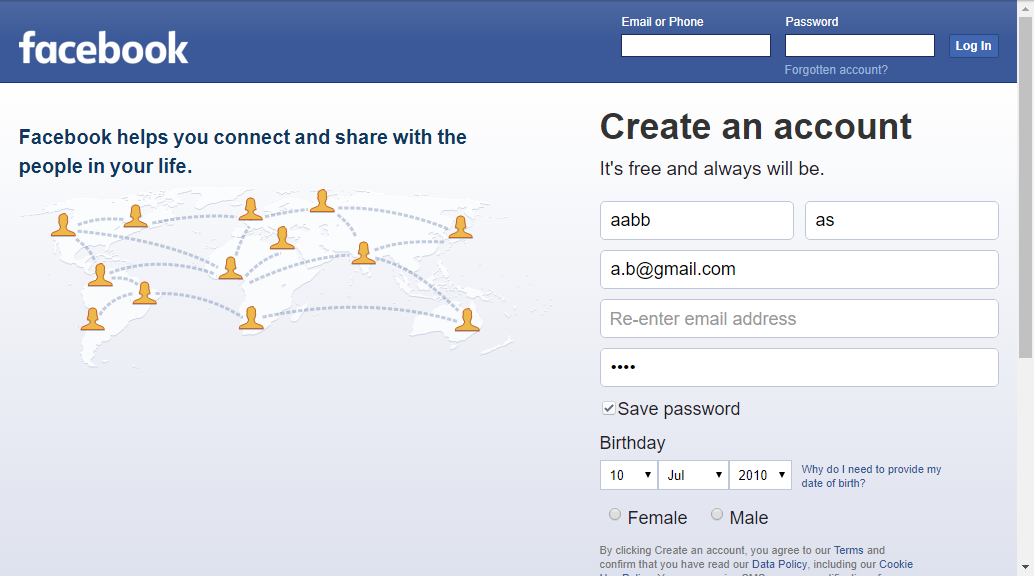 facebook
Email or Phone
Password
Log In
Forgotten account?
Facebook helps you connect and share with the
people in your life.
Create an account
It's free and always will be.
aabb
as
a.b@gmail.com
Re-enter email address
••••
Save password
Birthday
10
Jul
2010
Why do I need to provide my
date of birth?
Female
Male
By clicking Create an account, you agree to our Terms and
confirm that you have read our Data Policy, including our Cookie